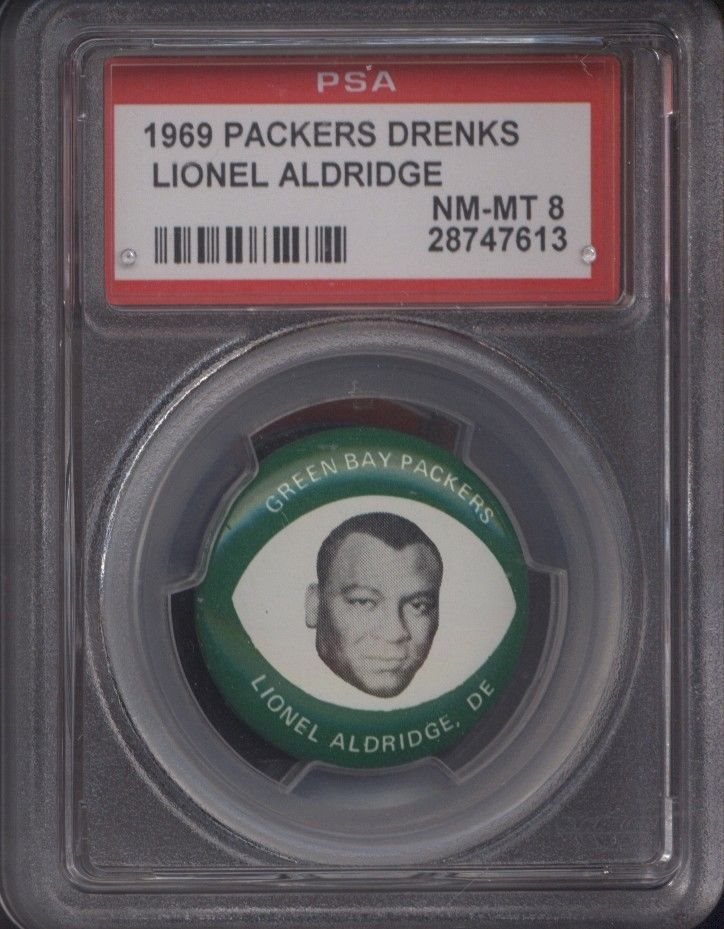 PSA
1969 PACKERS DRENKS
LIONEL ALDRIDGE
NM-MT 8
28747613
GREEN BAY PACKERS
LIONEL ALDRIDGE, DE